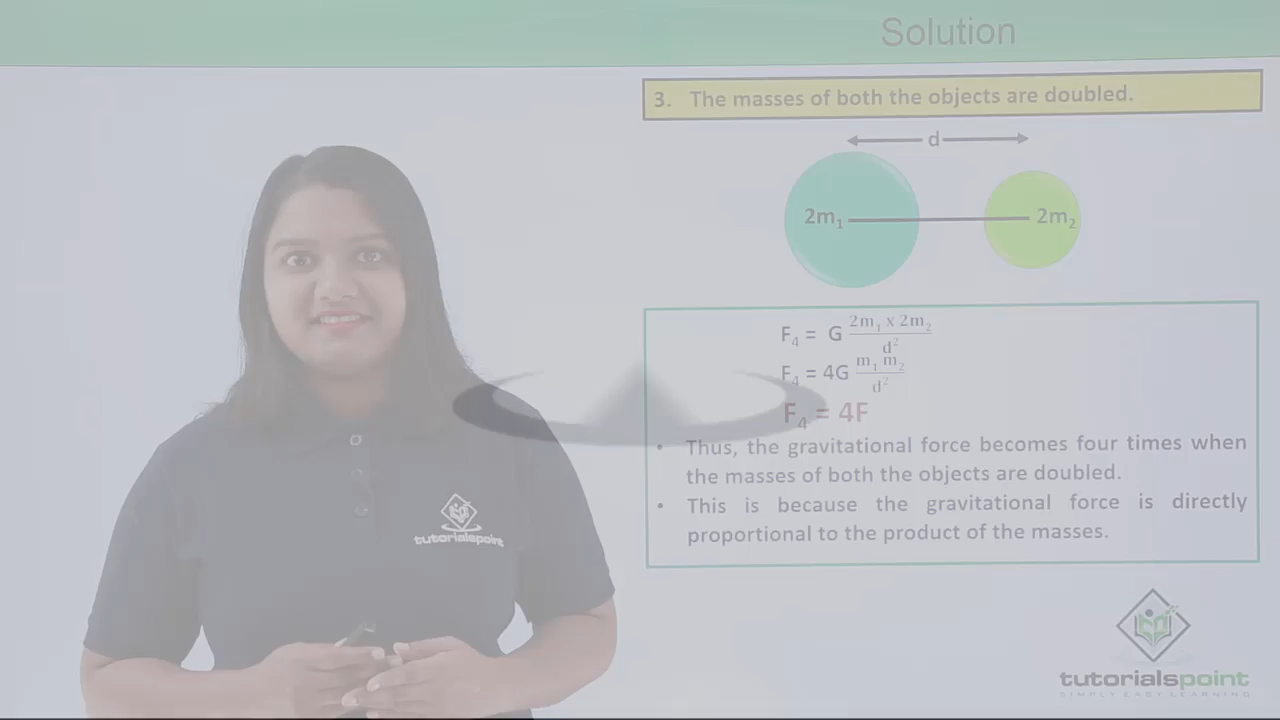 Solution
3. The masses of both the objects are doubled.
d
2m₁ 2m₂
F₄ = G 2m₁ x 2m₂ / d²
F₄ = 4G m₁ m₂ / d²
F₄ = 4F
• Thus, the gravitational force becomes four times when
the masses of both the objects are doubled.
• This is because the gravitational force is directly
proportional to the product of the masses.
tutorialspoint
tutorialspoint
SIMPLY EASY LEARNING